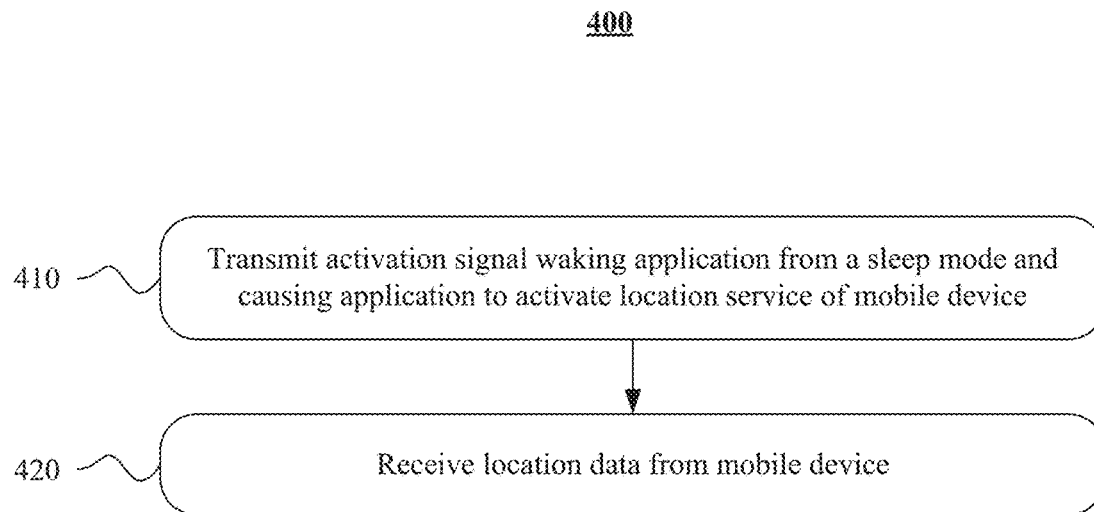 400
410
Transmit activation signal waking application from a sleep mode and
causing application to activate location service of mobile device
420
Receive location data from mobile device